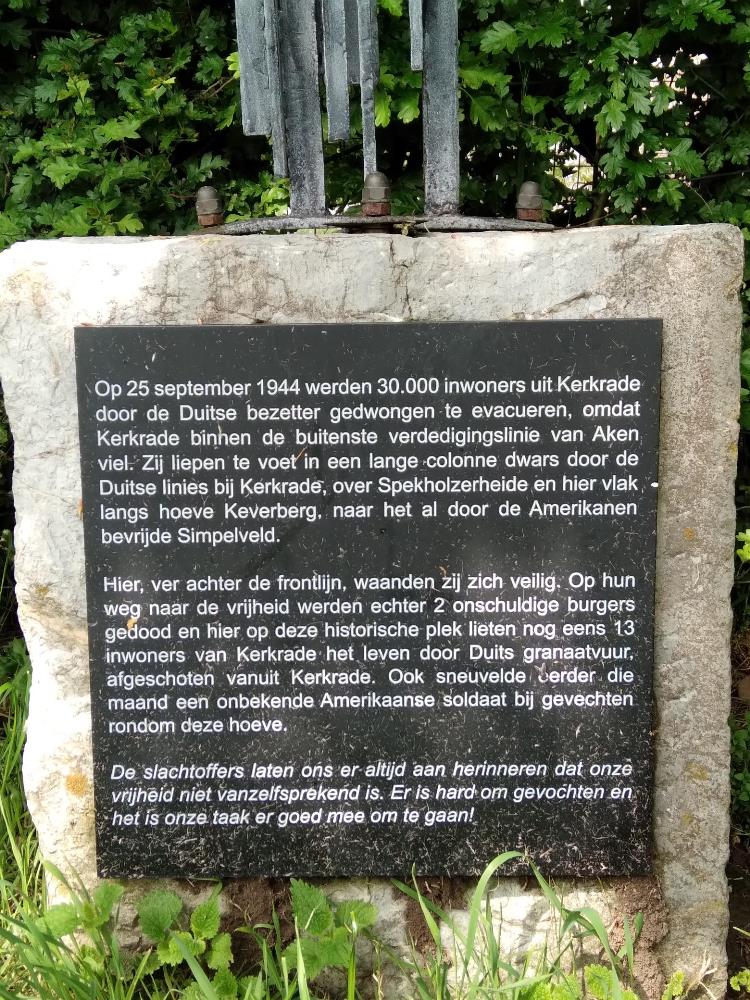 Op 25 september 1944 werden 30.000 inwoners uit Kerkrade
door de Duitse bezetter gedwongen te evacueren, omdat
Kerkrade binnen de buitenste verdedigingslinie van Aken
viel. Zij liepen te voet in een lange colonne dwars door de
Duitse linies bij Kerkrade, over Spekholzerheide en hier vlak
langs hoeve Keverberg, naar het al door de Amerikanen
bevrijde Simpelveld.

Hier, ver achter de frontlijn, waanden zij zich veilig. Op hun
weg naar de vrijheid werden echter 2 onschuldige burgers
gedood en hier op deze historische plek lieten nog eens 13
inwoners van Kerkrade het leven door Duits granaatvuur,
afgeschoten vanuit Kerkrade. Ook sneuvelde eerder die
maand een onbekende Amerikaanse soldaat bij gevechten
rondom deze hoeve.

De slachtoffers laten ons er altijd aan herinneren dat onze
vrijheid niet vanzelfsprekend is. Er is hard om gevochten en
het is onze taak er goed mee om te gaan!